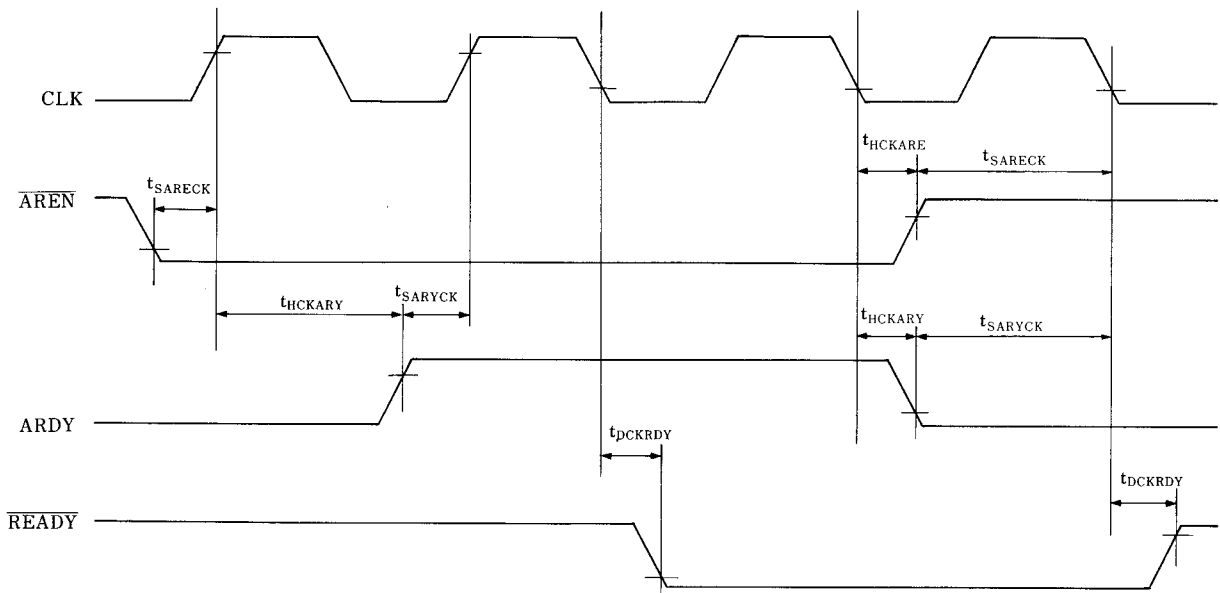 CLK
tHCKARE
tSARECK
tSARECK
AREN
tHCKARY
tSARYCK
tHCKARY
tSARYCK
ARDY
tDCKRDY
tDCKRDY
READY